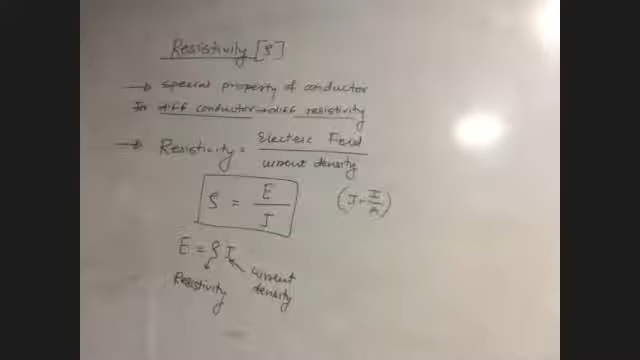 Resistivity [ρ]
→ special property of conductor
for diff conductor → diff resistivity
→ Resistivity = Electric Field / current density
ρ = E / J
(J = I / A)
E = ρ J
Resistivity
current density